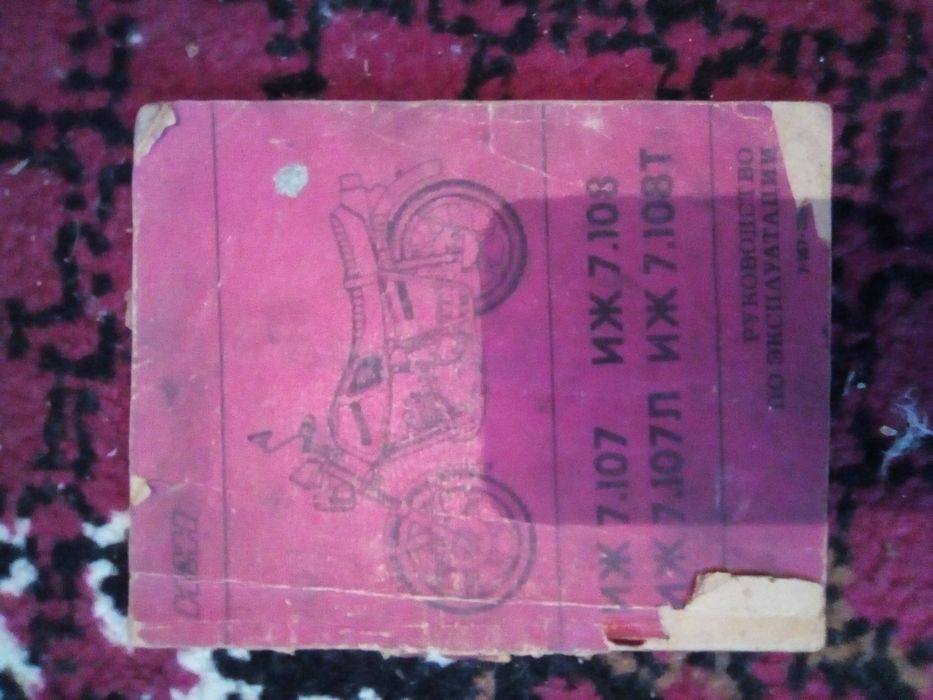 ИЖ 7.107 ИЖ 7.108
ИЖ 7.107Л ИЖ 7.108Т
РУКОВОДСТВО
ПО ЭКСПЛУАТАЦИИ